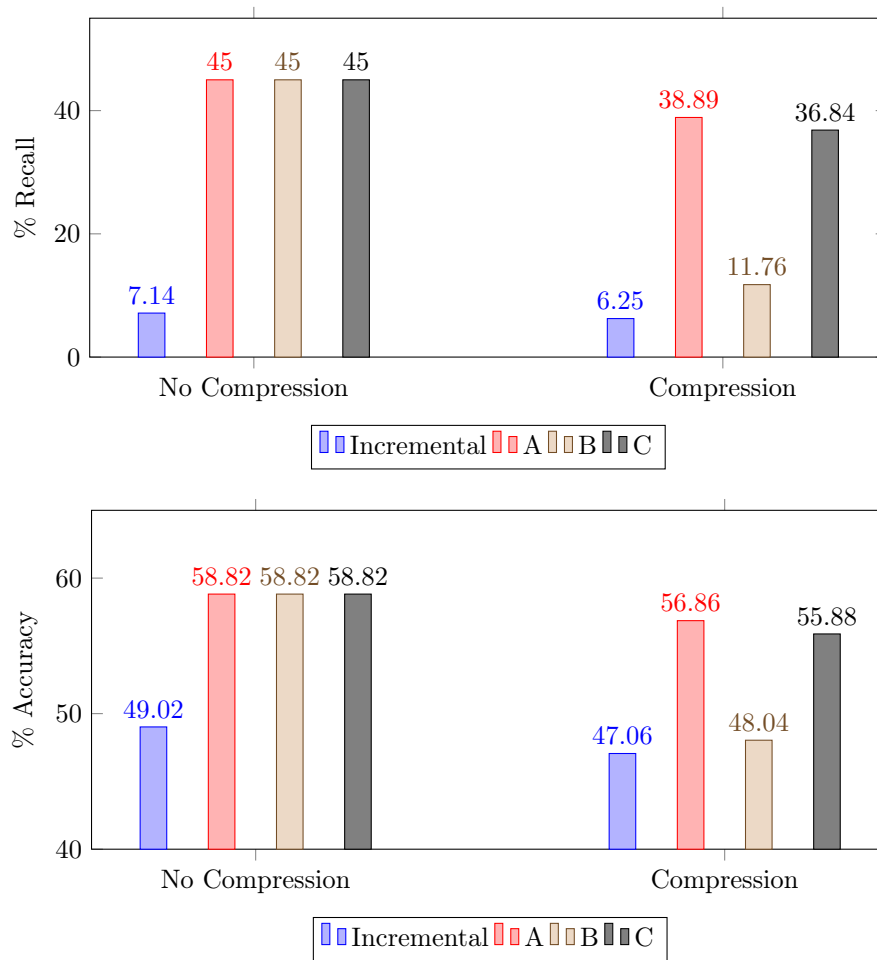 45 45 45
38.89
36.84
40
% Recall
20
11.76
7.14
6.25
0
No Compression Compression
Incremental A B C
58.82 58.82 58.82
60
56.86
55.88
% Accuracy
50
49.02
48.04
47.06
40
No Compression Compression
Incremental A B C